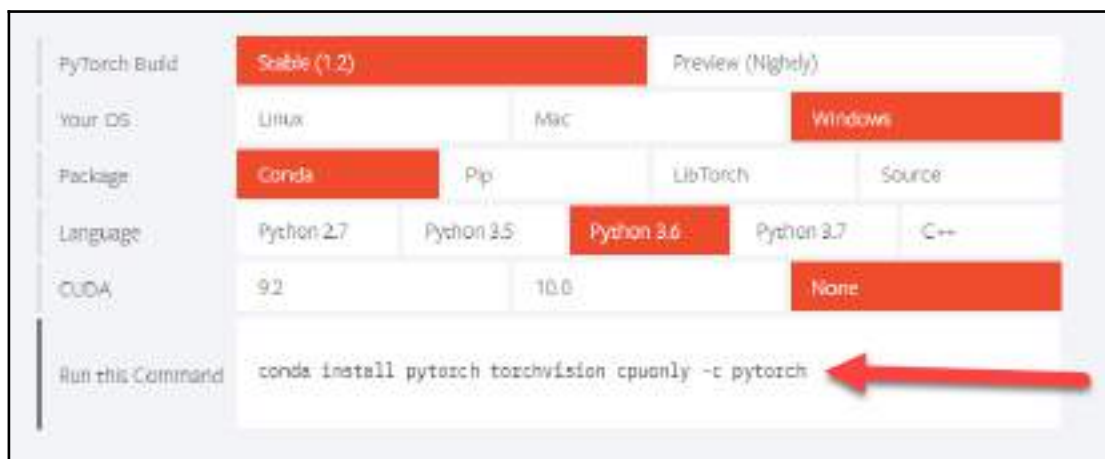 PyTorch Build Stable (1.2) Preview (Nightly)
Your OS Linux Mac Windows
Package Conda Pip LibTorch Source
Language Python 2.7 Python 3.5 Python 3.6 Python 3.7 C++
CUDA 9.2 10.0 None
Run this Command conda install pytorch torchvision cpuonly -c pytorch